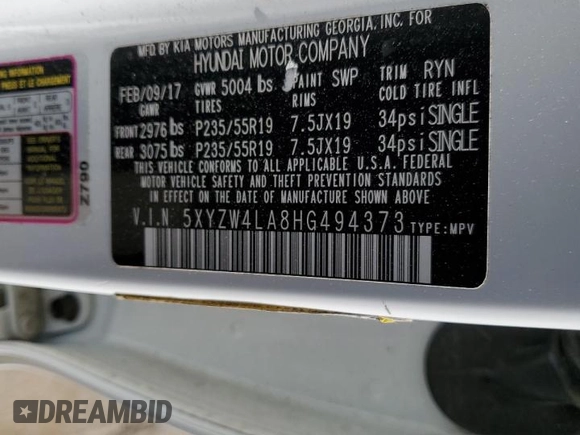 MFD BY KIA MOTORS MANUFACTURING GEORGIA. INC. FOR
HYUNDAI MOTOR COMPANY
FEB/09/17 GVWR 5004 lbs PAINT SWP TRIM RYN
GAWR TIRES RIMS COLD TIRE INFL
FRONT 2976 lbs P235/55R19 7.5JX19 34psi SINGLE
REAR 3075 lbs P235/55R19 7.5JX19 34psi SINGLE
THIS VEHICLE CONFORMS TO ALL APPLICABLE U.S.A. FEDERAL
MOTOR VEHICLE SAFETY, BUMPER, AND THEFT PREVENTION STANDARDS
IN EFFECT ON THE DATE OF MANUFACTURE SHOWN ABOVE.
V.I.N. 5XYZW4LA8HG494373 TYPE: MPV
Z790
DREAMBID